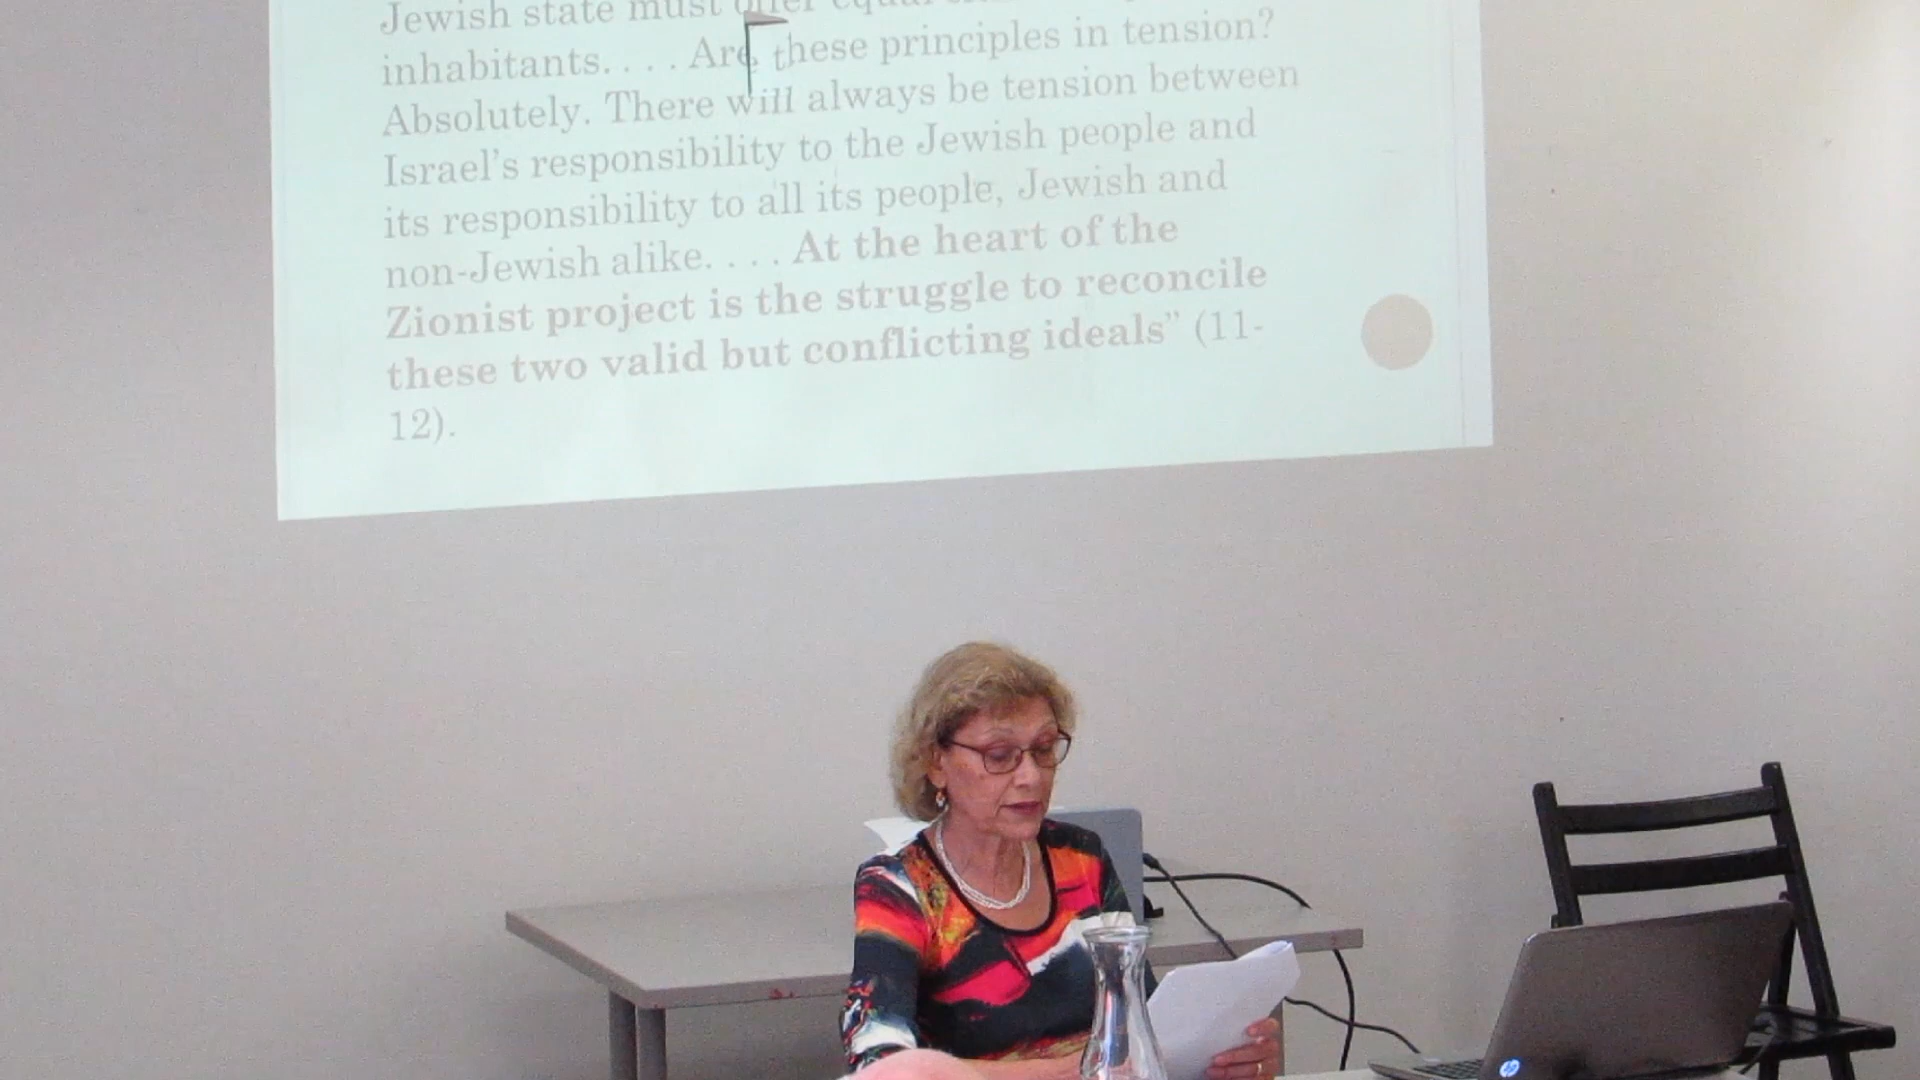 Jewish state must offer
inhabitants. . . . Are these principles in tension?
Absolutely. There will always be tension between
Israel's responsibility to the Jewish people and
its responsibility to all its people, Jewish and
non-Jewish alike. . . . At the heart of the
Zionist project is the struggle to reconcile
these two valid but conflicting ideals” (11-
12).
hp